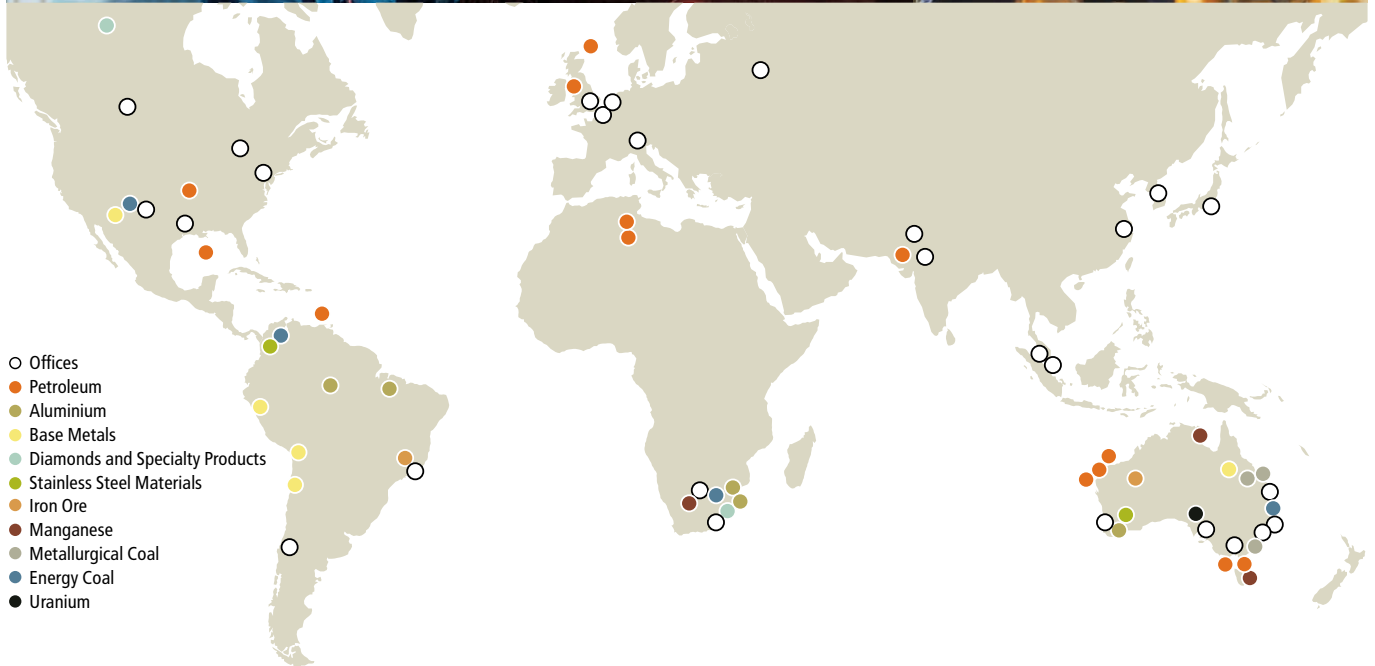 Offices
Petroleum
Aluminium
Base Metals
Diamonds and Specialty Products
Stainless Steel Materials
Iron Ore
Manganese
Metallurgical Coal
Energy Coal
Uranium